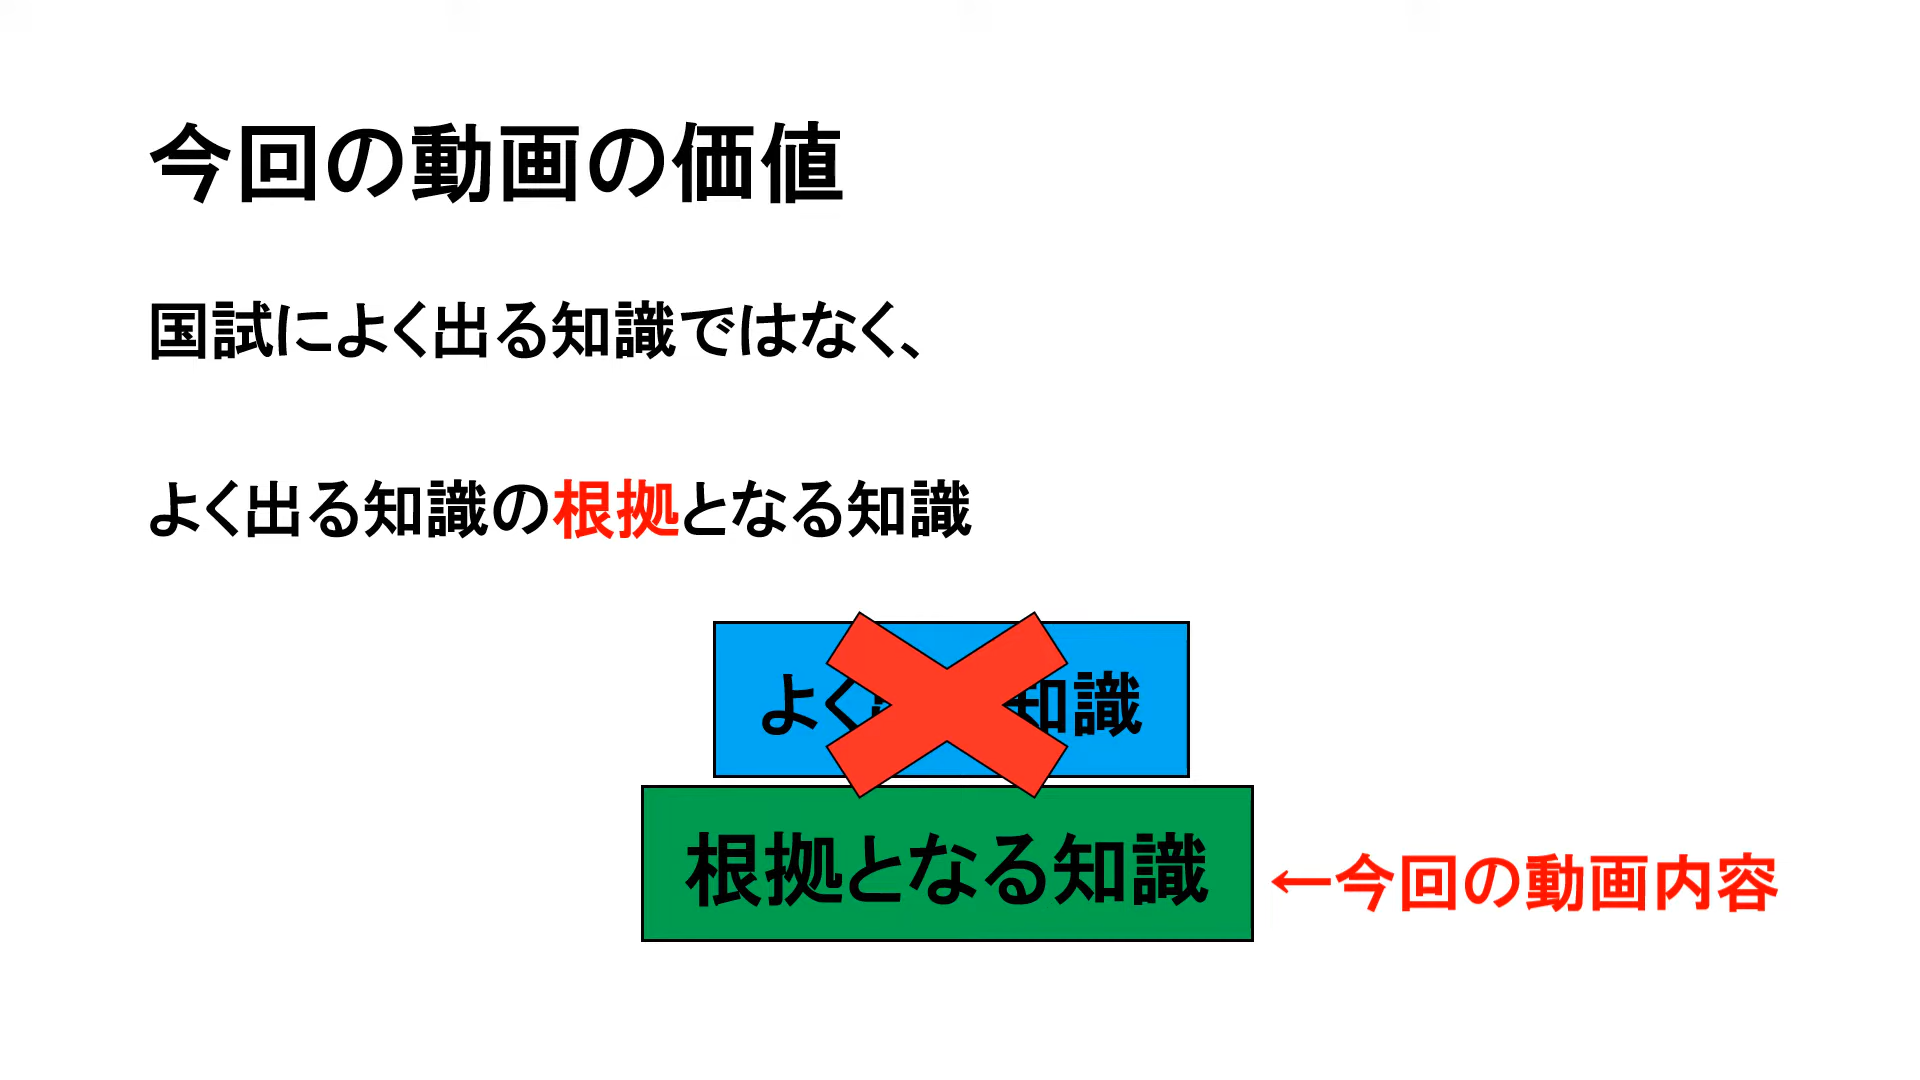 今回の動画の価値
国試によく出る知識ではなく、
よく出る知識の根拠となる知識
よく 知識
根拠となる知識
←今回の動画内容